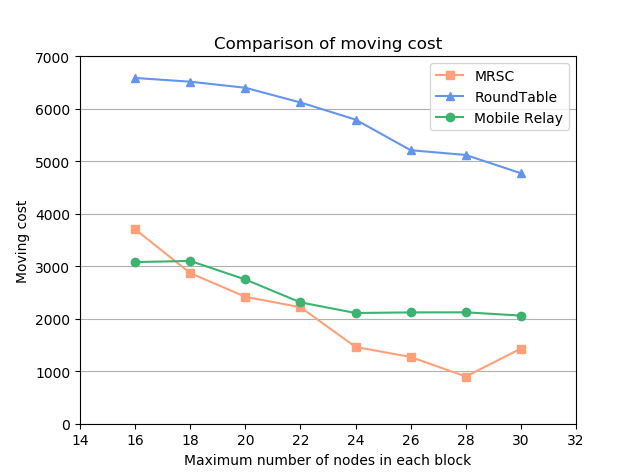 Comparison of moving cost
7000
6000
5000
4000
3000
2000
1000
0
Moving cost
MRSC
RoundTable
Mobile Relay
14 16 18 20 22 24 26 28 30 32
Maximum number of nodes in each block